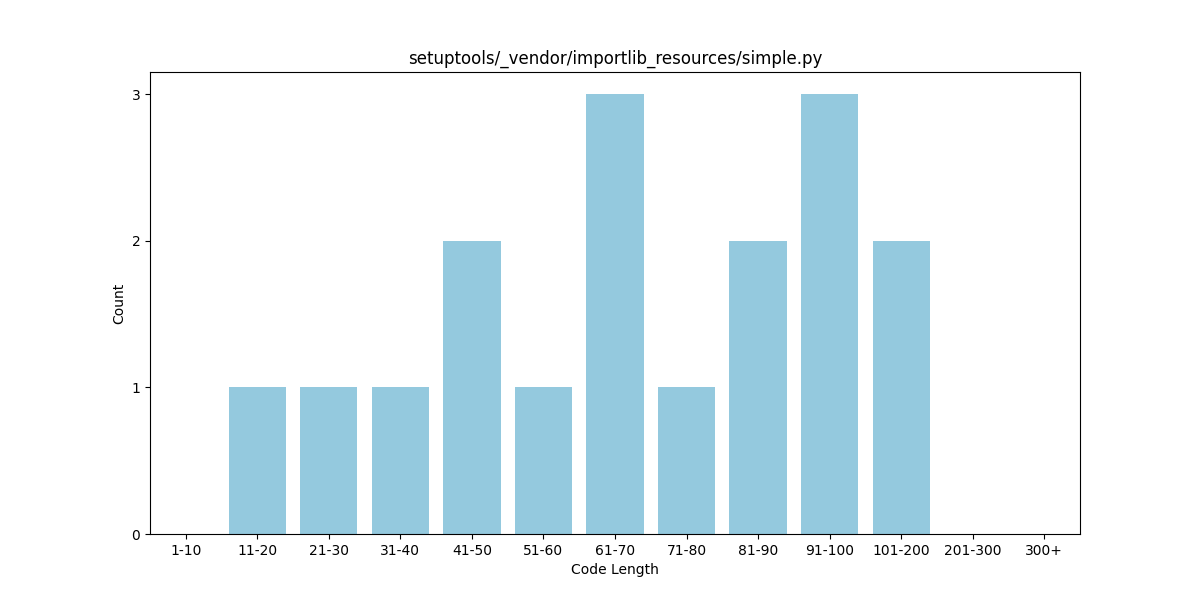 setuptools/_vendor/importlib_resources/simple.py
3
2
1
0
Count
1-10 11-20 21-30 31-40 41-50 51-60 61-70 71-80 81-90 91-100 101-200 201-300 300+
Code Length